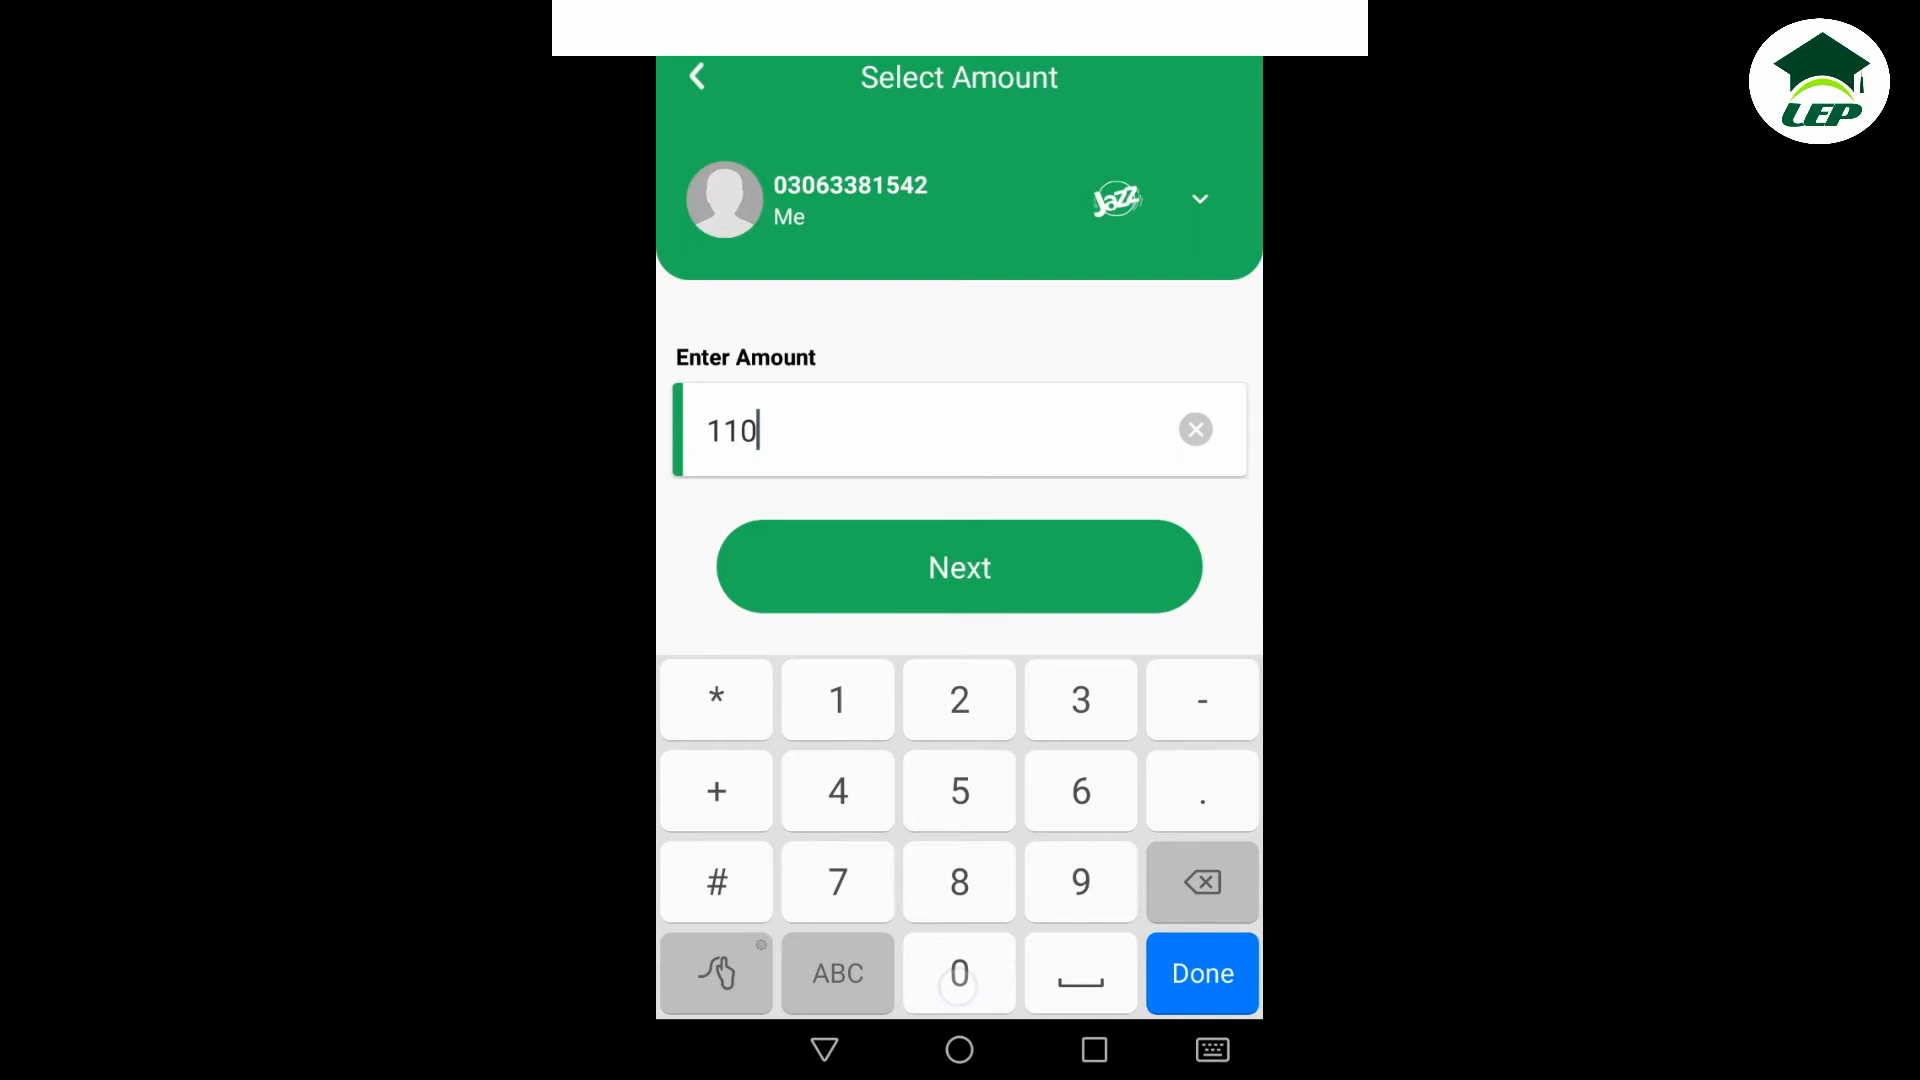 Select Amount
LEP
03063381542
Me
Jazz
Enter Amount
110
Next
* 1 2 3 -
+ 4 5 6 .
# 7 8 9
ABC 0 Done